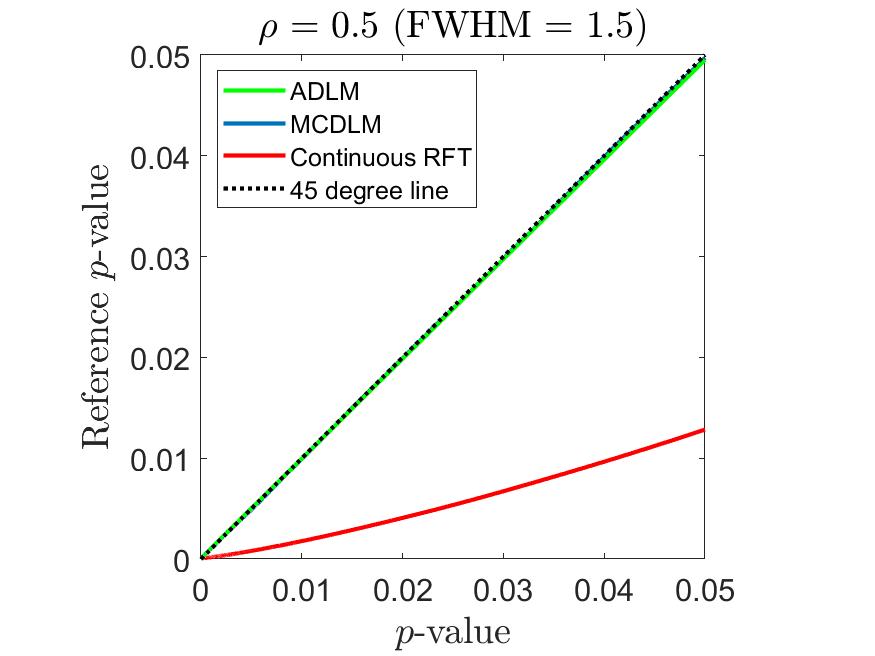 ρ = 0.5 (FWHM = 1.5)
0.05
0.04
0.03
0.02
0.01
0
Reference p-value
ADLM
MCDLM
Continuous RFT
45 degree line
0 0.01 0.02 0.03 0.04 0.05
p-value